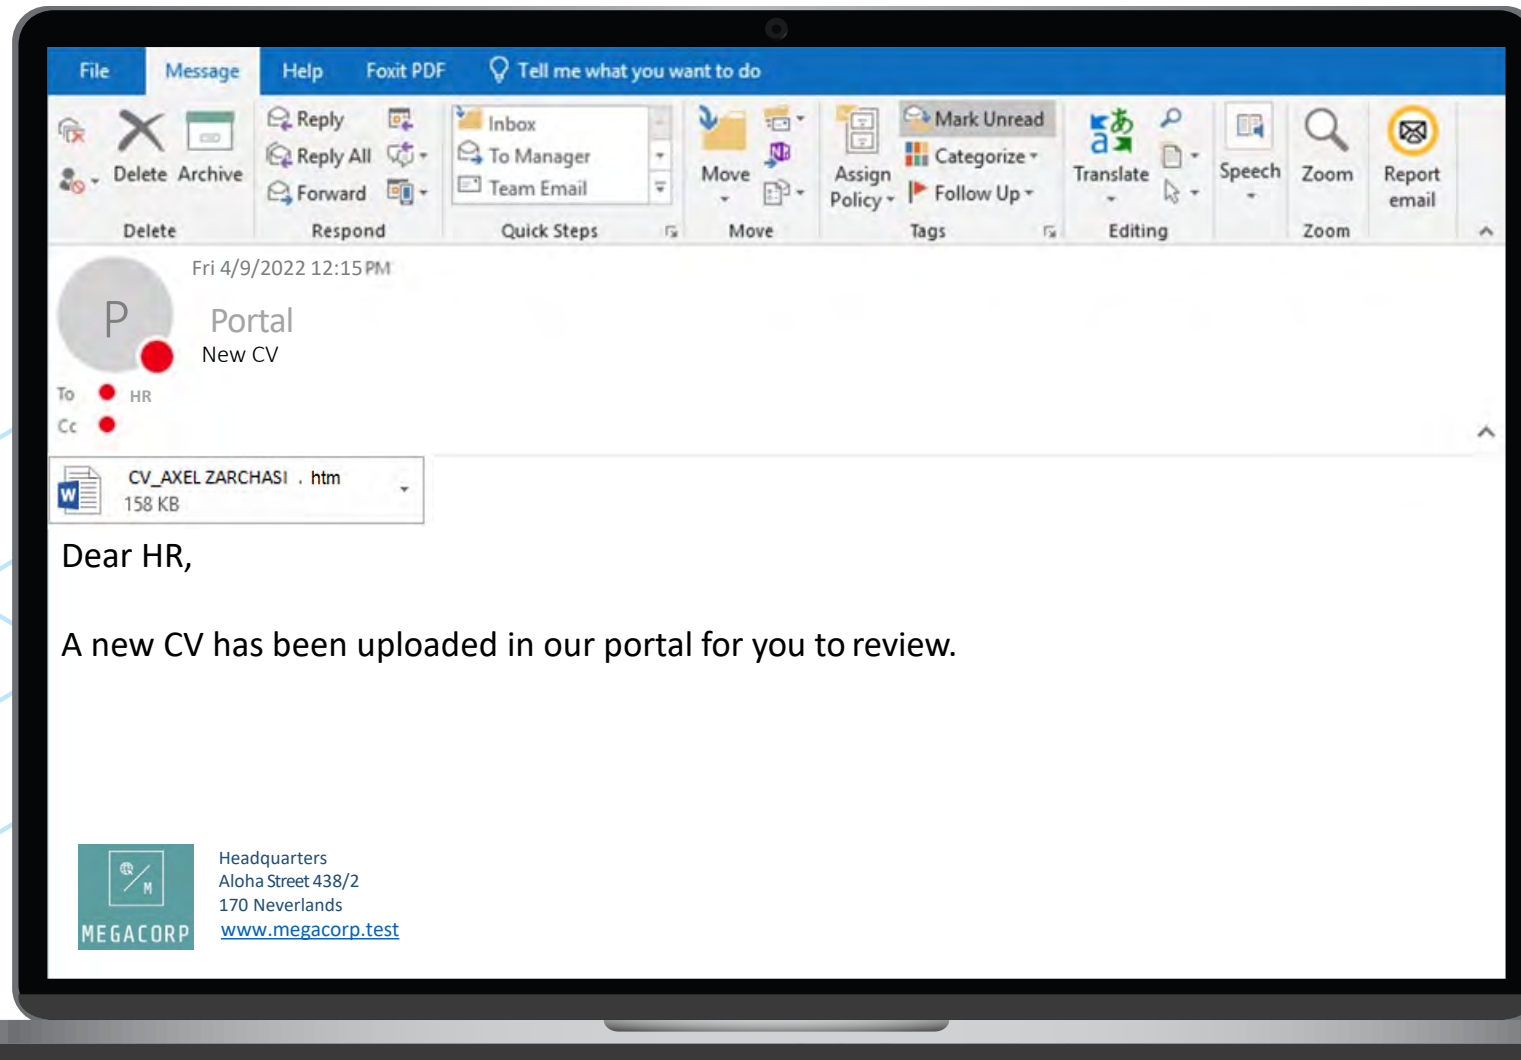 File Message Help Foxit PDF Tell me what you want to do
Delete Archive
Delete
Reply
Reply All
Forward
Respond
Inbox
To Manager
Team Email
Quick Steps
Move
Move
Assign
Policy
Mark Unread
Categorize
Follow Up
Tags
Translate
Editing
Speech
Zoom
Zoom
Report
email
Fri 4/9/2022 12:15 PM
P
Portal
New CV
To HR
Cc
W
CV_AXEL ZARCHASI . htm
158 KB
Dear HR,
A new CV has been uploaded in our portal for you to review.
M
MEGACORP
Headquarters
Aloha Street 438/2
170 Neverlands
www.megacorp.test